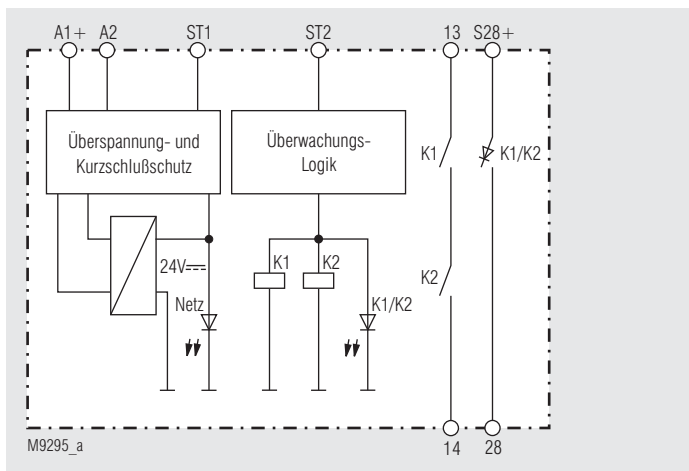 A1+ A2 ST1 ST2 13 S28+
Überspannung- und
Kurzschlußschutz
Überwachungs-
Logik
K1
K1/K2
24V
K1
K2
K2
Netz
K1/K2
M9295_a
14
28